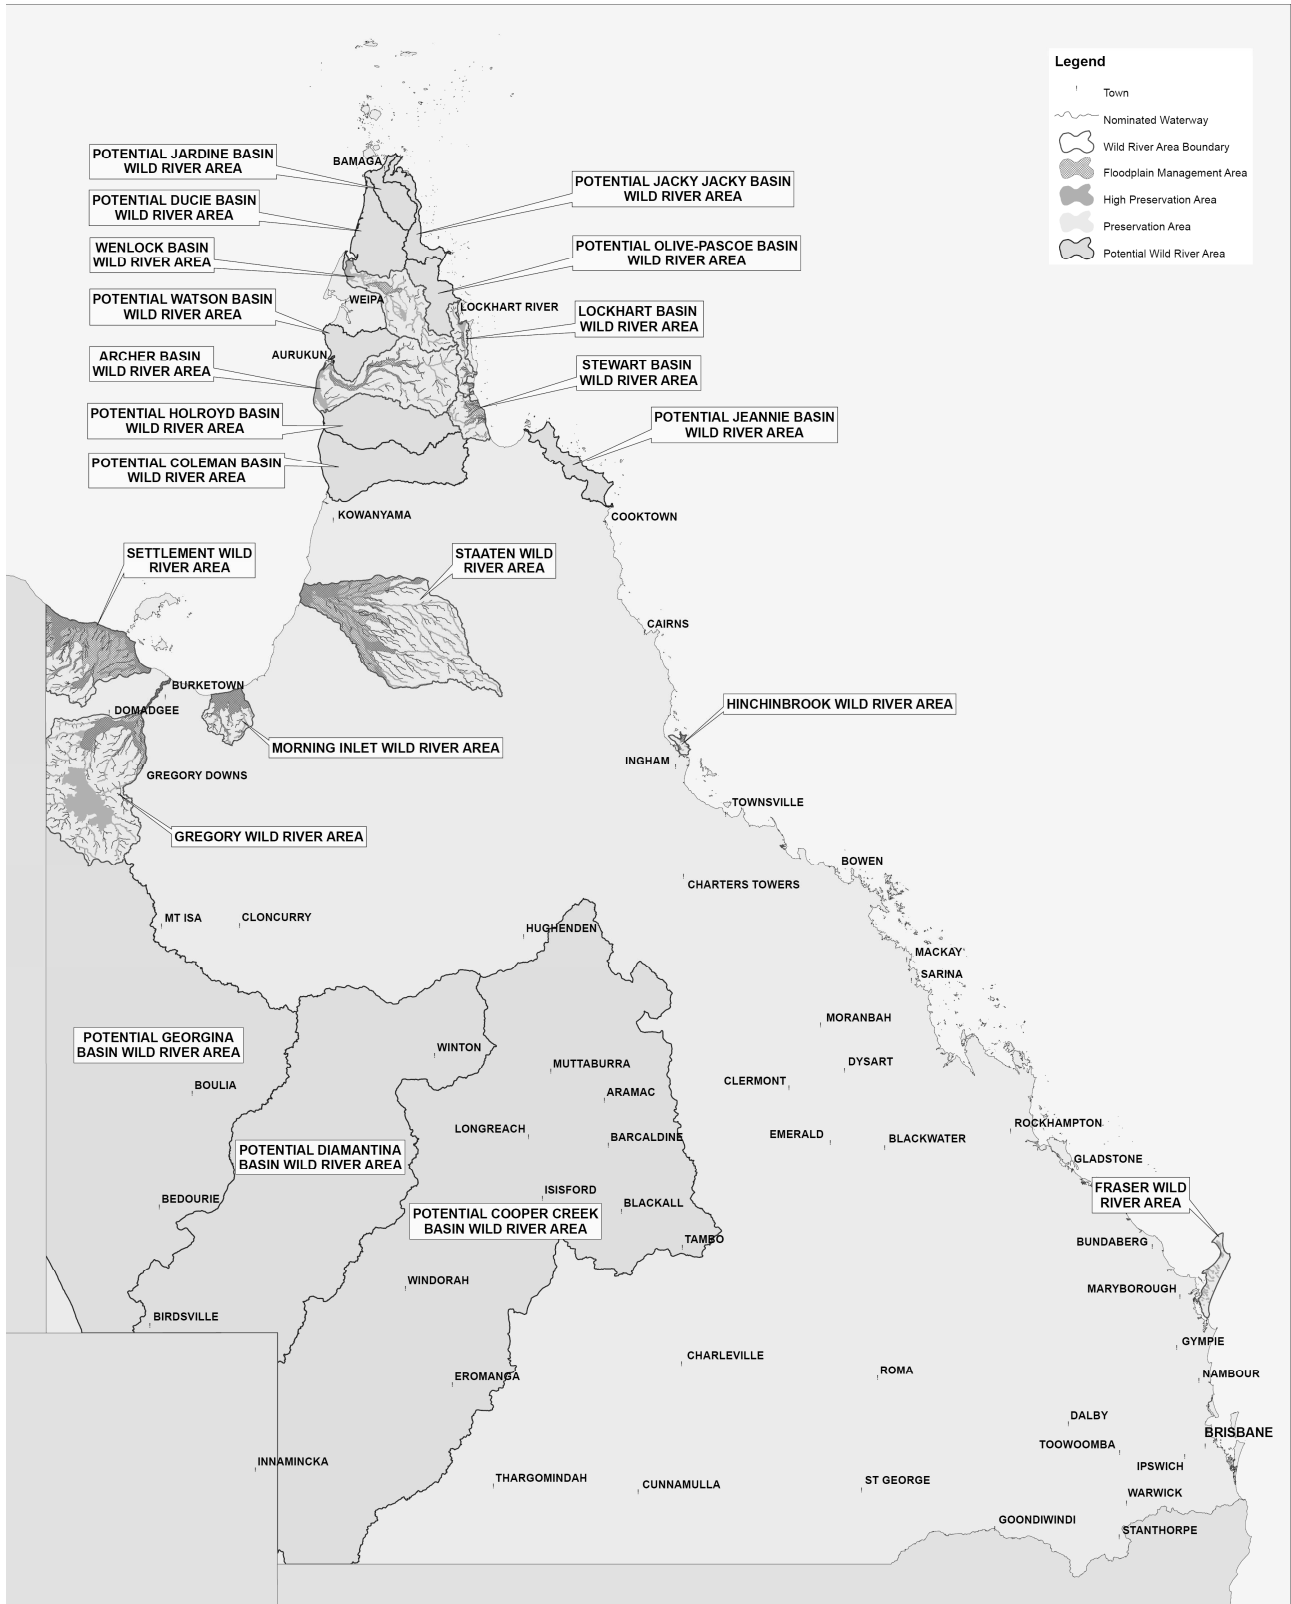 Legend
Town
Nominated Waterway
Wild River Area Boundary
Floodplain Management Area
High Preservation Area
Preservation Area
Potential Wild River Area
POTENTIAL JARDINE BASIN
WILD RIVER AREA
BAMAGA
POTENTIAL JACKY JACKY BASIN
WILD RIVER AREA
POTENTIAL DUCIE BASIN
WILD RIVER AREA
WENLOCK BASIN
WILD RIVER AREA
POTENTIAL OLIVE-PASCOE BASIN
WILD RIVER AREA
POTENTIAL WATSON BASIN
WILD RIVER AREA
WEIPA
LOCKHART RIVER
LOCKHART BASIN
WILD RIVER AREA
ARCHER BASIN
WILD RIVER AREA
AURUKUN
STEWART BASIN
WILD RIVER AREA
POTENTIAL HOLROYD BASIN
WILD RIVER AREA
POTENTIAL JEANNIE BASIN
WILD RIVER AREA
POTENTIAL COLEMAN BASIN
WILD RIVER AREA
KOWANYAMA
COOKTOWN
SETTLEMENT WILD
RIVER AREA
STAATEN WILD
RIVER AREA
CAIRNS
BURKETOWN
DOMADGEE
HINCHINBROOK WILD RIVER AREA
MORNING INLET WILD RIVER AREA
INGHAM
GREGORY DOWNS
TOWNSVILLE
GREGORY WILD RIVER AREA
BOWEN
CHARTERS TOWERS
MT ISA
CLONCURRY
HUGHENDEN
MACKAY
SARINA
MORANBAH
POTENTIAL GEORGINA
BASIN WILD RIVER AREA
WINTON
MUTTABURRA
DYSART
CLERMONT
BOULIA
ARAMAC
LONGREACH
BARCALDINE
EMERALD
BLACKWATER
ROCKHAMPTON
POTENTIAL DIAMANTINA
BASIN WILD RIVER AREA
GLADSTONE
FRASER WILD
RIVER AREA
BEDOURIE
ISISFORD
BLACKALL
POTENTIAL COOPER CREEK
BASIN WILD RIVER AREA
TAMBO
BUNDABERG
WINDORAH
MARYBOROUGH
BIRDSVILLE
GYMPIE
CHARLEVILLE
ROMA
EROMANGA
NAMBOUR
DALBY
BRISBANE
TOOWOOMBA
INNAMINCKA
IPSWICH
THARGOMINDAH
CUNNAMULLA
ST GEORGE
WARWICK
GOONDIWINDI
STANTHORPE